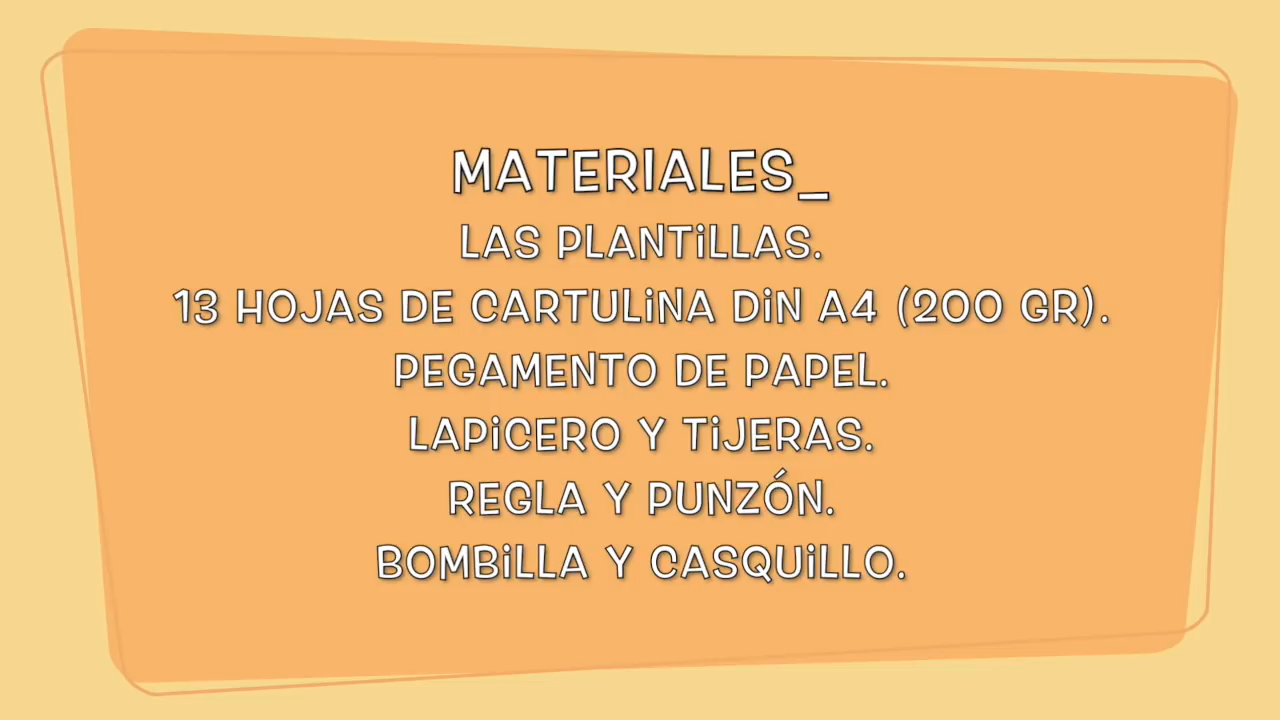 MATERIALES_
LAS PLANTiLLAS.
13 HOJAS DE CARTULiNA DiN A4 (200 GR).
PEGAMENTO DE PAPEL.
LAPiCERO Y TiJERAS.
REGLA Y PUNZÓN.
BOMBiLLA Y CASQUiLLO.